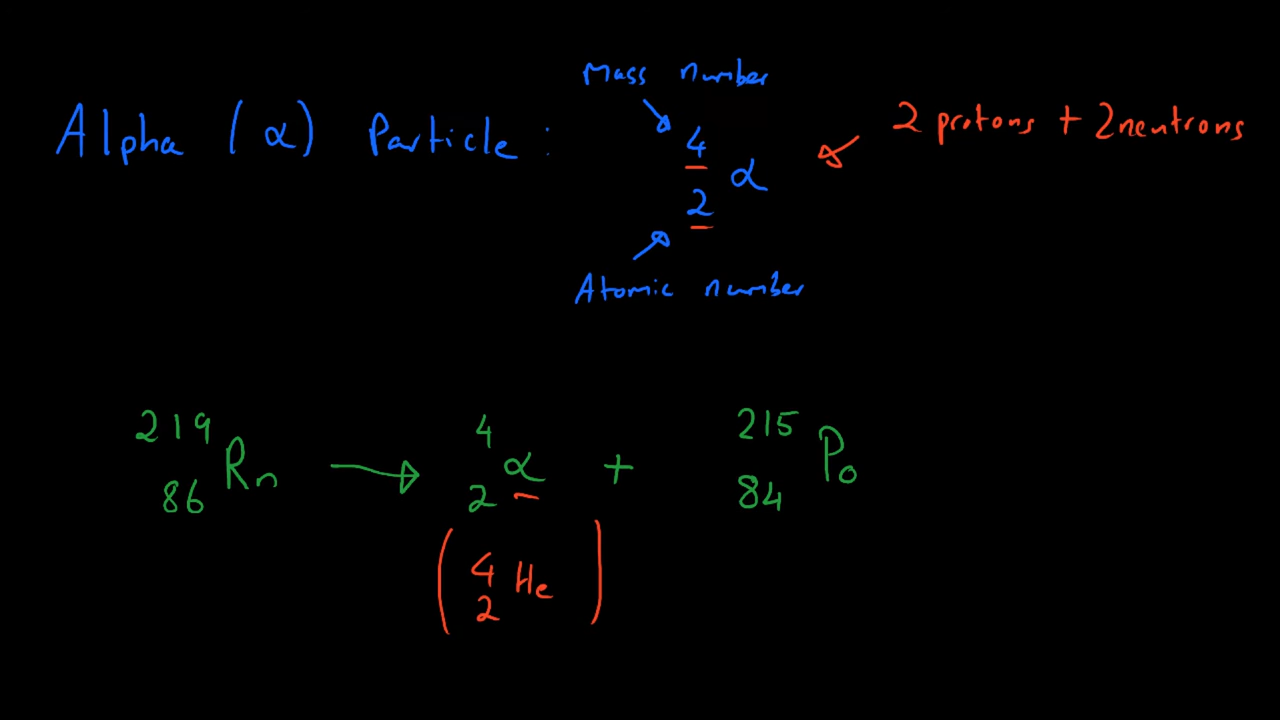 Mass number
Alpha (α) Particle: 4 2 α 2 protons + 2 neutrons
Atomic number
219 86 Rn → 4 2 α + 215 84 Po
(4 2 He)